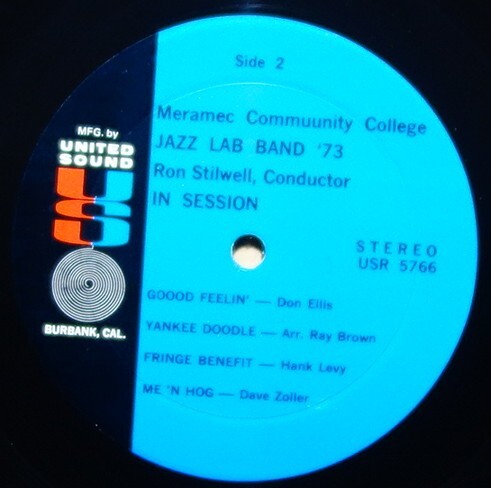 Side 2
Meramec Commuunity College
JAZZ LAB BAND '73
Ron Stilwell, Conductor
IN SESSION
MFG. by
UNITED
SOUND
US
BURBANK, CAL.
STEREO
USR 5766
GOOOD FEELIN' — Don Ellis
YANKEE DOODLE — Arr. Ray Brown
FRINGE BENEFIT — Hank Levy
ME 'N HOG — Dave Zoller